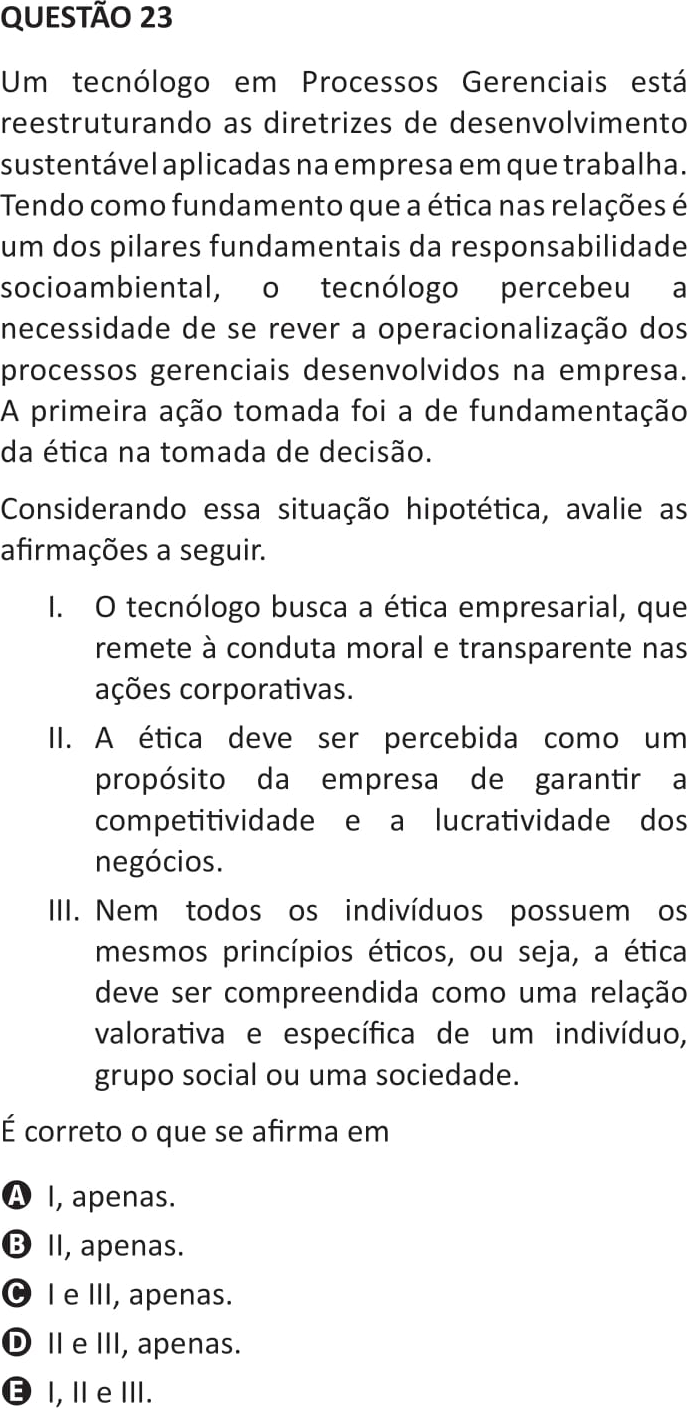 QUESTÃO 23
Um tecnólogo em Processos Gerenciais está
reestruturando as diretrizes de desenvolvimento
sustentável aplicadas na empresa em que trabalha.
Tendo como fundamento que a ética nas relações é
um dos pilares fundamentais da responsabilidade
socioambiental, o tecnólogo percebeu a
necessidade de se rever a operacionalização dos
processos gerenciais desenvolvidos na empresa.
A primeira ação tomada foi a de fundamentação
da ética na tomada de decisão.
Considerando essa situação hipotética, avalie as
afirmações a seguir.
I. O tecnólogo busca a ética empresarial, que
remete à conduta moral e transparente nas
ações corporativas.
II. A ética deve ser percebida como um
propósito da empresa de garantir a
competitividade e a lucratividade dos
negócios.
III. Nem todos os indivíduos possuem os
mesmos princípios éticos, ou seja, a ética
deve ser compreendida como uma relação
valorativa e específica de um indivíduo,
grupo social ou uma sociedade.
É correto o que se afirma em
A I, apenas.
B II, apenas.
C I e III, apenas.
D II e III, apenas.
E I, II e III.